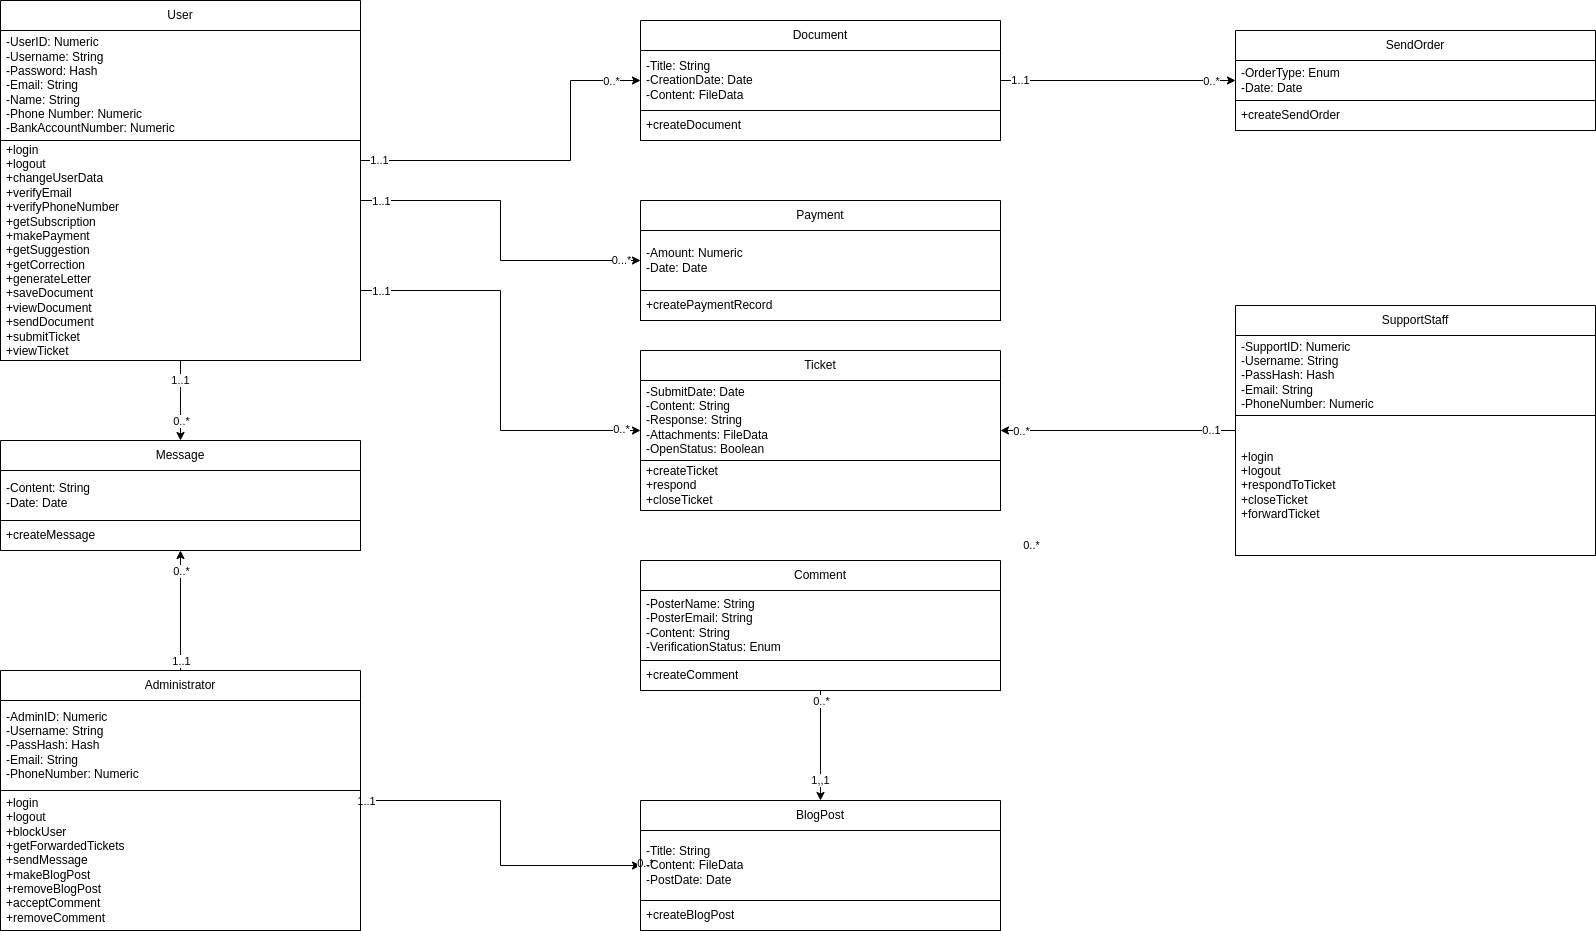 User
-UserID: Numeric
-Username: String
-Password: Hash
-Email: String
-Name: String
-Phone Number: Numeric
-BankAccountNumber: Numeric
+login
+logout
+changeUserData
+verifyEmail
+verifyPhoneNumber
+getSubscription
+makePayment
+getSuggestion
+getCorrection
+generateLetter
+saveDocument
+viewDocument
+sendDocument
+submitTicket
+viewTicket
1..1
0..*
1..1
0...*
1..1
0..*
1..1
0..*
Document
-Title: String
-CreationDate: Date
-Content: FileData
+createDocument
1..1
0..*
SendOrder
-OrderType: Enum
-Date: Date
+createSendOrder
Payment
-Amount: Numeric
-Date: Date
+createPaymentRecord
Ticket
-SubmitDate: Date
-Content: String
-Response: String
-Attachments: FileData
-OpenStatus: Boolean
+createTicket
+respond
+closeTicket
0..*
0..1
SupportStaff
-SupportID: Numeric
-Username: String
-PassHash: Hash
-Email: String
-PhoneNumber: Numeric
+login
+logout
+respondToTicket
+closeTicket
+forwardTicket
0..*
Message
-Content: String
-Date: Date
+createMessage
0..*
1..1
Administrator
-AdminID: Numeric
-Username: String
-PassHash: Hash
-Email: String
-PhoneNumber: Numeric
+login
+logout
+blockUser
+getForwardedTickets
+sendMessage
+makeBlogPost
+removeBlogPost
+acceptComment
+removeComment
1..1
0..*
Comment
-PosterName: String
-PosterEmail: String
-Content: String
-VerificationStatus: Enum
+createComment
0..*
1,,1
BlogPost
-Title: String
-Content: FileData
-PostDate: Date
+createBlogPost